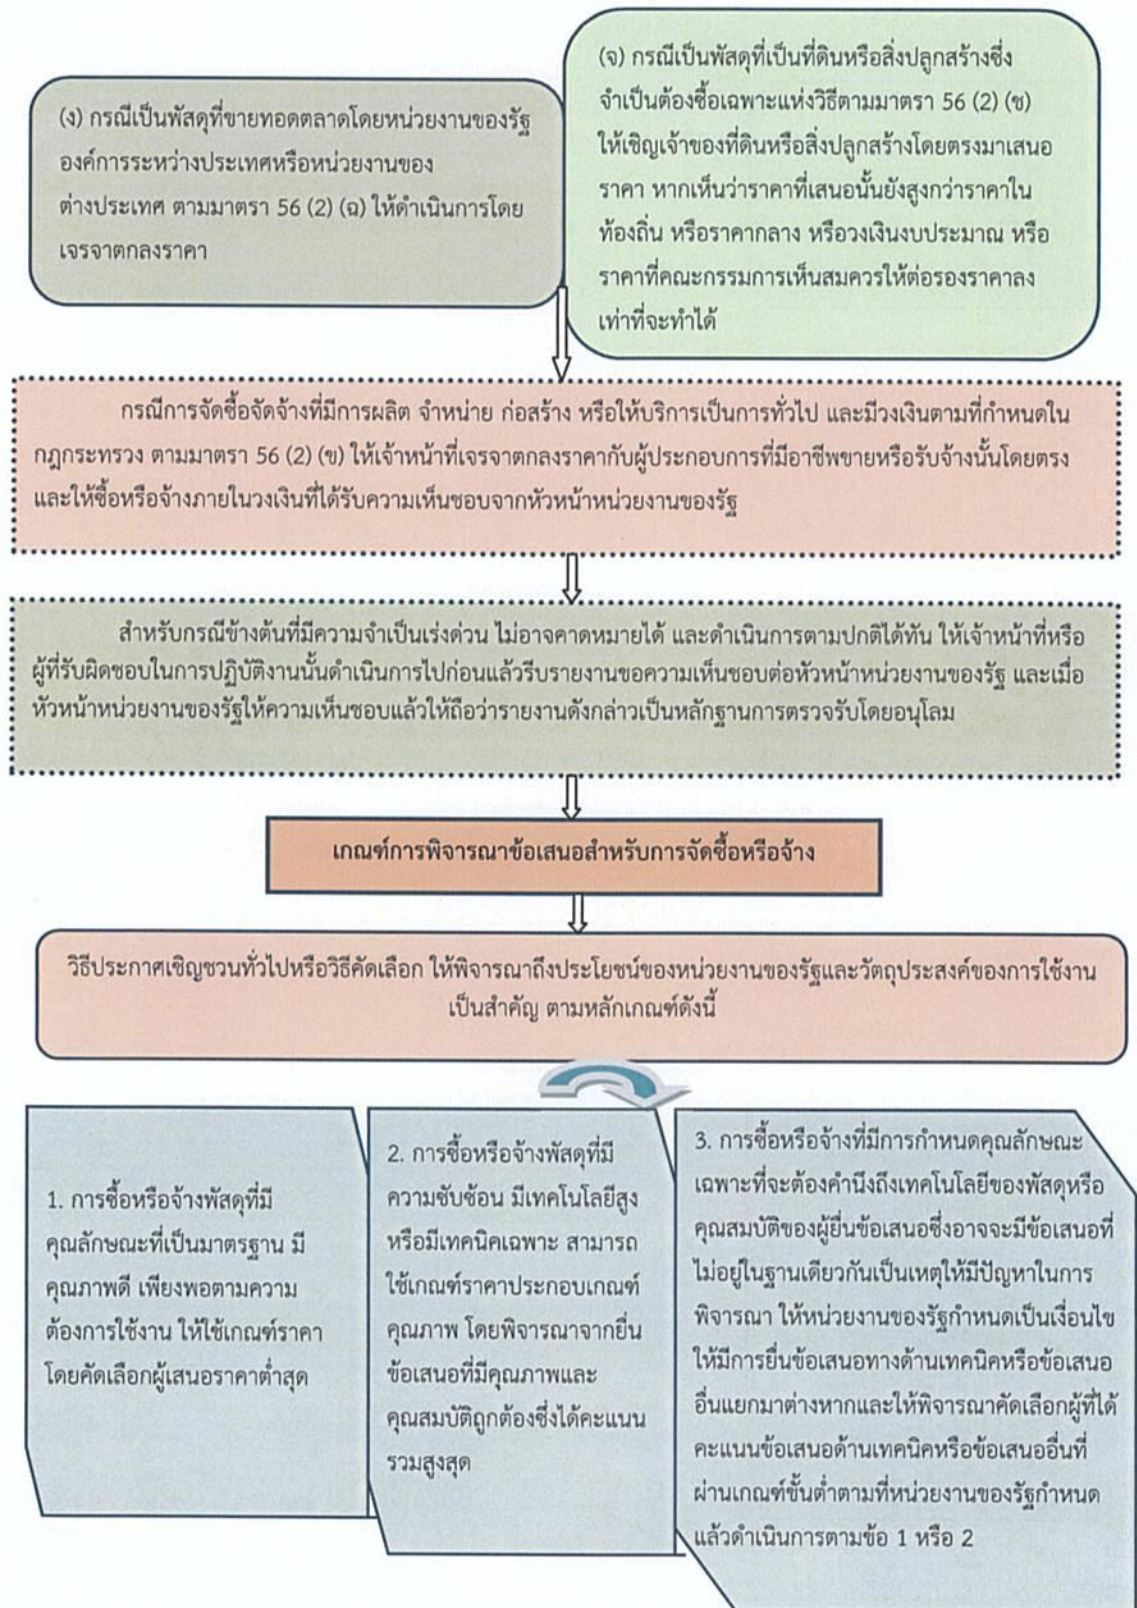 (ง) กรณีเป็นพัสดุที่ขายทอดตลาดโดยหน่วยงานของรัฐ
องค์การระหว่างประเทศหรือหน่วยงานของ
ต่างประเทศ ตามมาตรา 56 (2) (ฉ) ให้ดำเนินการโดย
เจรจาตกลงราคา
(จ) กรณีเป็นพัสดุที่เป็นที่ดินหรือสิ่งปลูกสร้างซึ่ง
จำเป็นต้องซื้อเฉพาะแห่งวิธีตามมาตรา 56 (2) (ช)
ให้เชิญเจ้าของที่ดินหรือสิ่งปลูกสร้างโดยตรงมาเสนอ
ราคา หากเห็นว่าราคาที่เสนอนั้นยังสูงกว่าราคาใน
ท้องถิ่น หรือราคากลาง หรือวงเงินงบประมาณ หรือ
ราคาที่คณะกรรมการเห็นสมควรให้ต่อรองราคาลง
เท่าที่จะทำได้
กรณีการจัดซื้อจัดจ้างที่มีการผลิต จำหน่าย ก่อสร้าง หรือให้บริการเป็นการทั่วไป และมีวงเงินตามที่กำหนดใน
กฎกระทรวง ตามมาตรา 56 (2) (ข) ให้เจ้าหน้าที่เจรจาตกลงราคากับผู้ประกอบการที่มีอาชีพขายหรือรับจ้างนั้นโดยตรง
และให้ซื้อหรือจ้างภายในวงเงินที่ได้รับความเห็นชอบจากหัวหน้าหน่วยงานของรัฐ
สำหรับกรณีข้างต้นที่มีความจำเป็นเร่งด่วน ไม่อาจคาดหมายได้ และดำเนินการตามปกติได้ทัน ให้เจ้าหน้าที่หรือ
ผู้ที่รับผิดชอบในการปฏิบัติงานนั้นดำเนินการไปก่อนแล้วรีบรายงานขอความเห็นชอบต่อหัวหน้าหน่วยงานของรัฐ และเมื่อ
หัวหน้าหน่วยงานของรัฐให้ความเห็นชอบแล้วให้ถือว่ารายงานดังกล่าวเป็นหลักฐานการตรวจรับโดยอนุโลม
เกณฑ์การพิจารณาข้อเสนอสำหรับการจัดซื้อหรือจ้าง
วิธีประกาศเชิญชวนทั่วไปหรือวิธีคัดเลือก ให้พิจารณาถึงประโยชน์ของหน่วยงานของรัฐและวัตถุประสงค์ของการใช้งาน
เป็นสำคัญ ตามหลักเกณฑ์ดังนี้
1. การซื้อหรือจ้างพัสดุที่มี
คุณลักษณะที่เป็นมาตรฐาน มี
คุณภาพดี เพียงพอตามความ
ต้องการใช้งาน ให้ใช้เกณฑ์ราคา
โดยคัดเลือกผู้เสนอราคาต่ำสุด
2. การซื้อหรือจ้างพัสดุที่มี
ความซับซ้อน มีเทคโนโลยีสูง
หรือมีเทคนิคเฉพาะ สามารถ
ใช้เกณฑ์ราคาประกอบเกณฑ์
คุณภาพ โดยพิจารณาจากยื่น
ข้อเสนอที่มีคุณภาพและ
คุณสมบัติถูกต้องซึ่งได้คะแนน
รวมสูงสุด
3. การซื้อหรือจ้างที่มีการกำหนดคุณลักษณะ
เฉพาะที่จะต้องคำนึงถึงเทคโนโลยีของพัสดุหรือ
คุณสมบัติของผู้ยื่นข้อเสนอซึ่งอาจจะมีข้อเสนอที่
ไม่อยู่ในฐานเดียวกันเป็นเหตุให้มีปัญหาในการ
พิจารณา ให้หน่วยงานของรัฐกำหนดเป็นเงื่อนไข
ให้มีการยื่นข้อเสนอทางด้านเทคนิคหรือข้อเสนอ
อื่นแยกมาต่างหากและให้พิจารณาคัดเลือกผู้ที่ได้
คะแนนข้อเสนอด้านเทคนิคหรือข้อเสนออื่นที่
ผ่านเกณฑ์ขั้นต่ำตามที่หน่วยงานของรัฐกำหนด
แล้วดำเนินการตามข้อ 1 หรือ 2